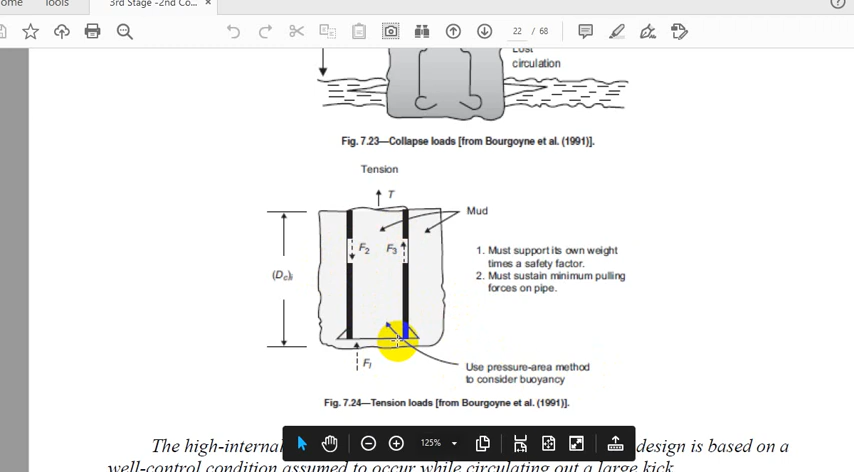 Tools
3rd Stage -2nd Co... ×
22 / 68
Lost
circulation
Fig. 7.23—Collapse loads [from Bourgoyne et al. (1991)].
Tension
T
Mud
F2
F3
1. Must support its own weight
times a safety factor.
2. Must sustain minimum pulling
forces on pipe.
(Dc)i
F1
Use pressure-area method
to consider buoyancy
Fig. 7.24—Tension loads [from Bourgoyne et al. (1991)].
125%
The high-internal design is based on a
well-control condition assumed to occur while circulating out a large kick